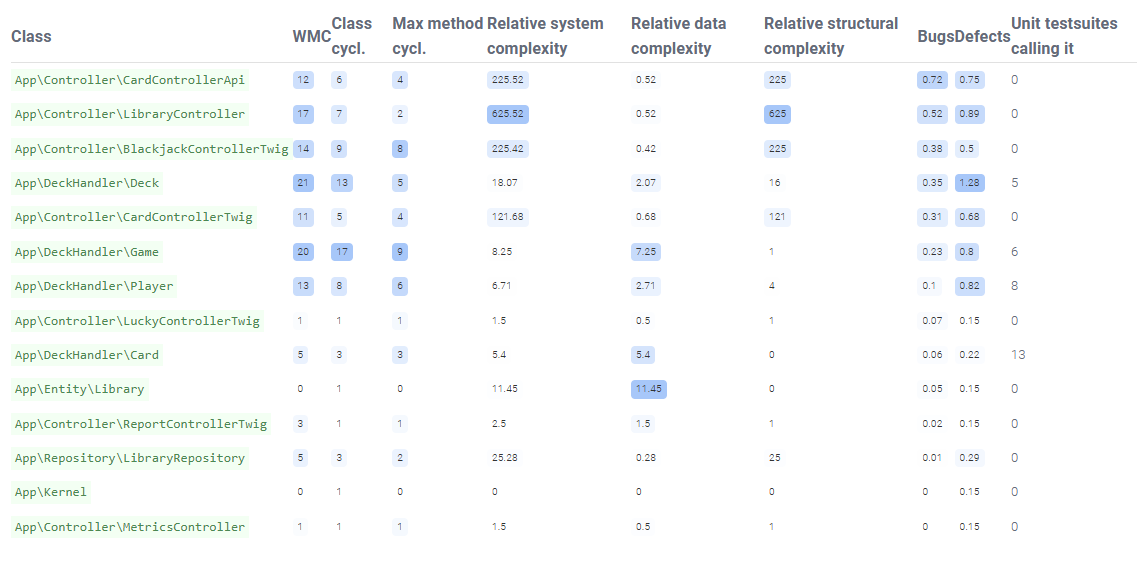 Class WMC Class cycl. Max method cycl. Relative system complexity Relative data complexity Relative structural complexity Bugs Defects Unit testsuites calling it
App\Controller\CardControllerApi 12 6 4 225.52 0.52 225 0.72 0.75 0
App\Controller\LibraryController 17 7 2 625.52 0.52 625 0.52 0.89 0
App\Controller\BlackjackControllerTwig 14 9 8 225.42 0.42 225 0.38 0.5 0
App\DeckHandler\Deck 21 13 5 18.07 2.07 16 0.35 1.28 5
App\Controller\CardControllerTwig 11 5 4 121.68 0.68 121 0.31 0.68 0
App\DeckHandler\Game 20 17 9 8.25 7.25 1 0.23 0.8 6
App\DeckHandler\Player 13 8 6 6.71 2.71 4 0.1 0.82 8
App\Controller\LuckyControllerTwig 1 1 1 1.5 0.5 1 0.07 0.15 0
App\DeckHandler\Card 5 3 3 5.4 5.4 0 0.06 0.22 13
App\Entity\Library 0 1 0 11.45 11.45 0 0.05 0.15 0
App\Controller\ReportControllerTwig 3 1 1 2.5 1.5 1 0.02 0.15 0
App\Repository\LibraryRepository 5 3 2 25.28 0.28 25 0.01 0.29 0
App\Kernel 0 1 0 0 0 0 0 0.15 0
App\Controller\MetricsController 1 1 1 1.5 0.5 1 0 0.15 0